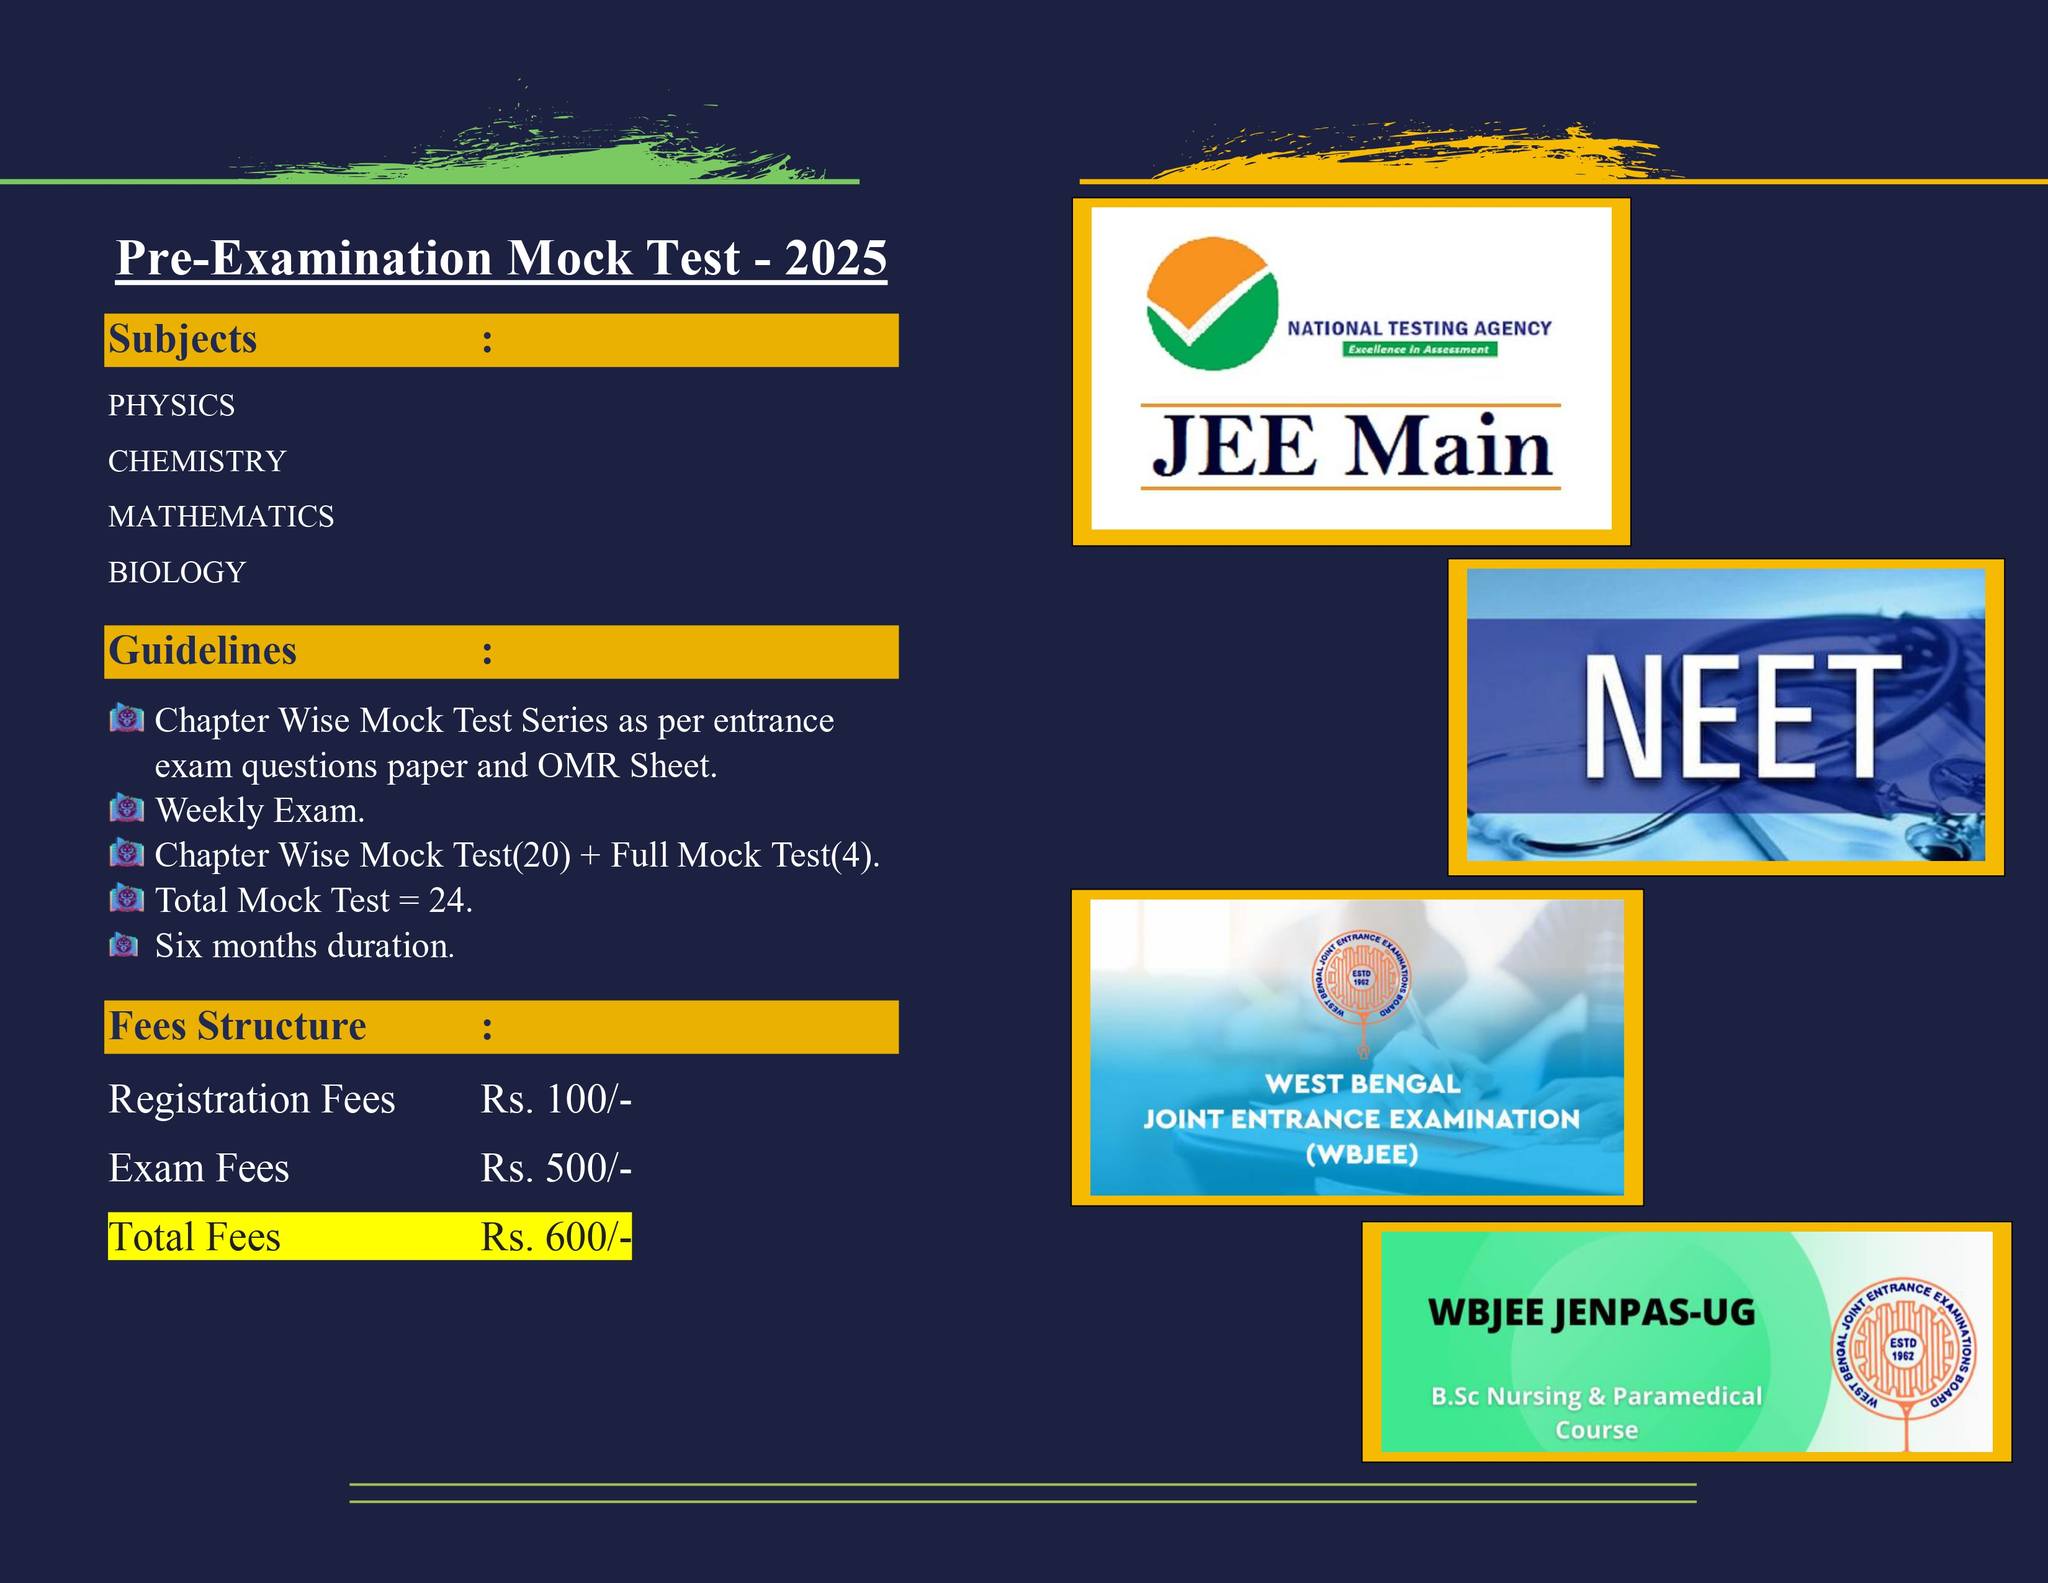 Pre-Examination Mock Test - 2025
Subjects :
PHYSICS
CHEMISTRY
MATHEMATICS
BIOLOGY
Guidelines :
Chapter Wise Mock Test Series as per entrance
exam questions paper and OMR Sheet.
Weekly Exam.
Chapter Wise Mock Test(20) + Full Mock Test(4).
Total Mock Test = 24.
Six months duration.
Fees Structure :
Registration Fees Rs. 100/-
Exam Fees Rs. 500/-
Total Fees Rs. 600/-
NATIONAL TESTING AGENCY
Excellence In Assessment
JEE Main
NEET
WEST BENGAL JOINT ENTRANCE EXAMINATIONS BOARD
ESTD
1962
WEST BENGAL
JOINT ENTRANCE EXAMINATION
(WBJEE)
WBJEE JENPAS-UG
B.Sc Nursing & Paramedical
Course
WEST BENGAL JOINT ENTRANCE EXAMINATIONS BOARD
ESTD
1962